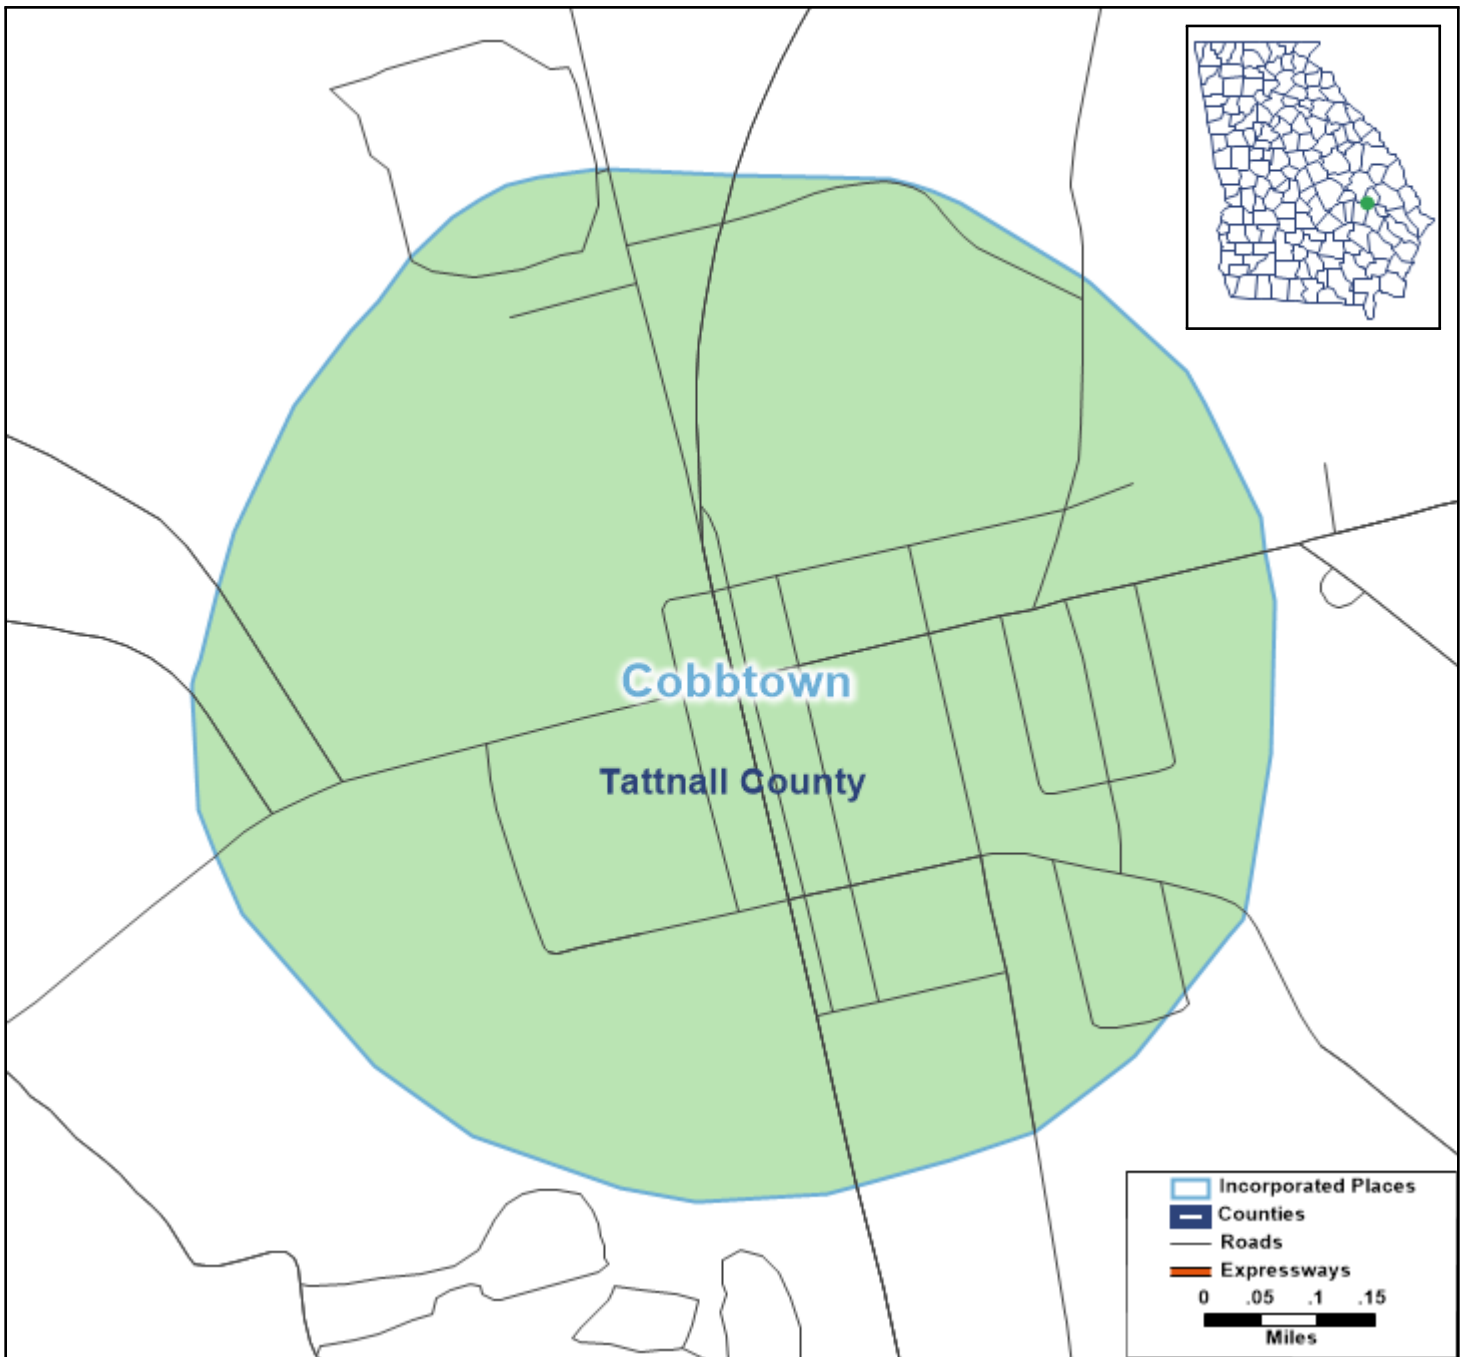 Cobbtown
Tattnall County
Incorporated Places
Counties
Roads
Expressways
0 .05 .1 .15
Miles